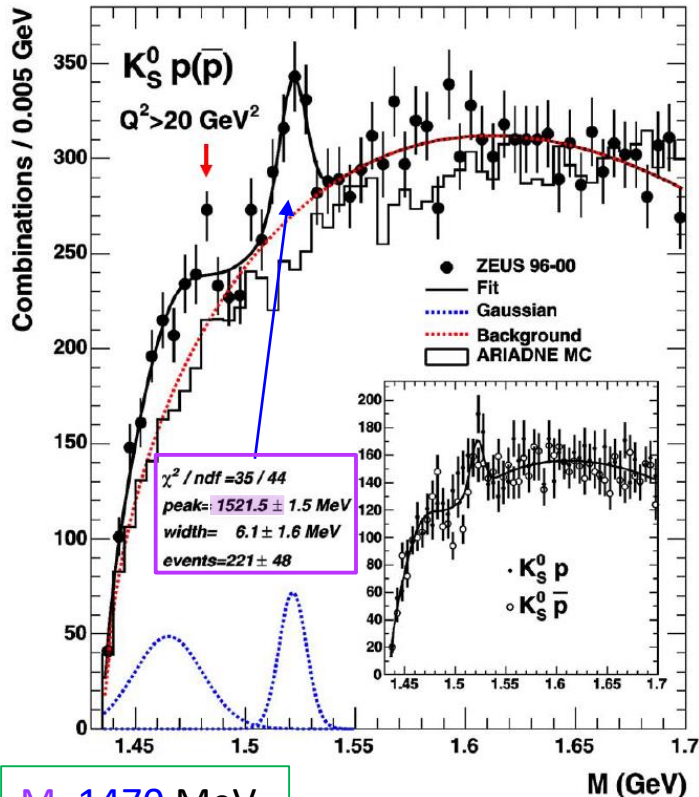 K⁰_S p(p̅)
Q²>20 GeV²
Combinations / 0.005 GeV
350
300
250
200
150
100
50
0
ZEUS 96-00
Fit
Gaussian
Background
ARIADNE MC
χ² / ndf =35 / 44
peak= 1521.5 ± 1.5 MeV
width= 6.1 ± 1.6 MeV
events=221 ± 48
200
180
160
140
120
100
80
60
40
20
0
K⁰_S p
K⁰_S p̅
1.45 1.5 1.55 1.6 1.65 1.7
1.45 1.5 1.55 1.6 1.65 1.7
M (GeV)
MeV